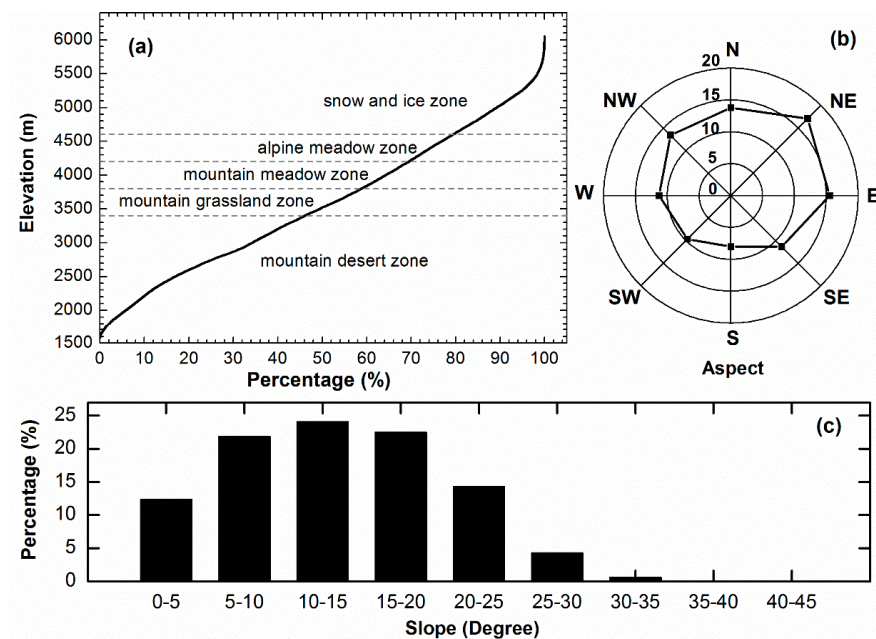 (a)
6000
5500
5000
4500
4000
3500
3000
2500
2000
1500
Elevation (m)
snow and ice zone
alpine meadow zone
mountain meadow zone
mountain grassland zone
mountain desert zone
0 10 20 30 40 50 60 70 80 90 100
Percentage (%)
(b)
N
NE
E
SE
S
SW
W
NW
20
15
10
5
0
Aspect
(c)
25
20
15
10
5
0
Percentage (%)
0-5 5-10 10-15 15-20 20-25 25-30 30-35 35-40 40-45
Slope (Degree)